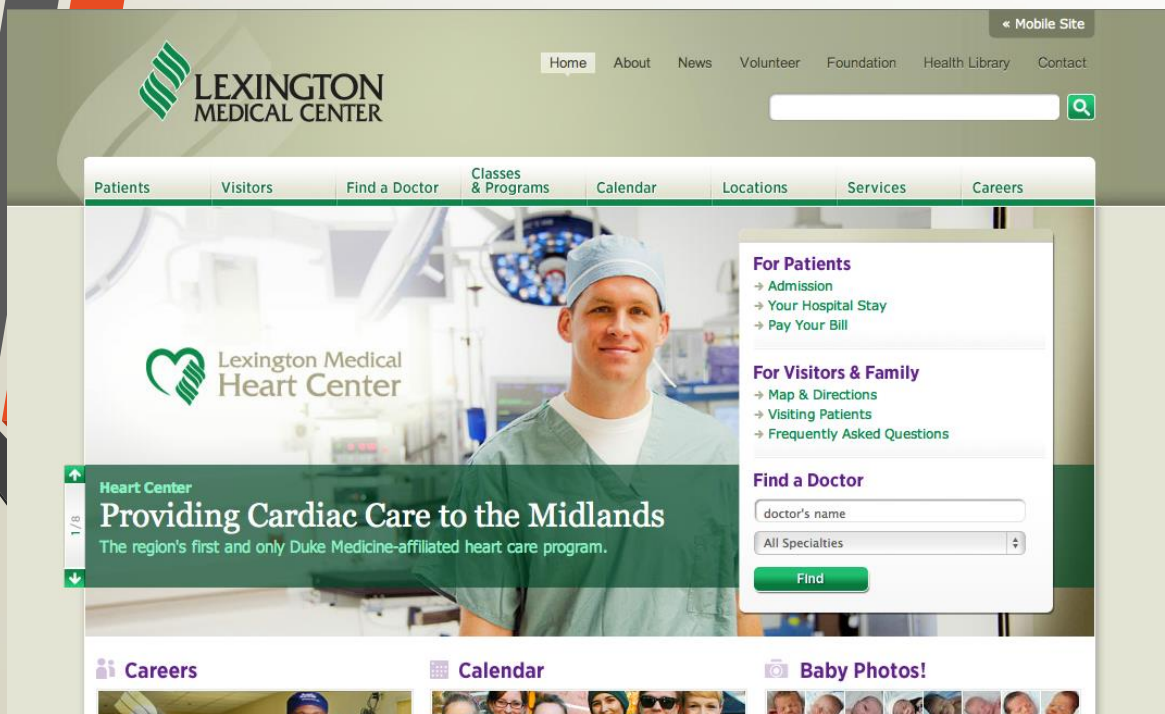 « Mobile Site
Home About News Volunteer Foundation Health Library Contact
LEXINGTON
MEDICAL CENTER
Patients Visitors Find a Doctor Classes & Programs Calendar Locations Services Careers
Lexington Medical
Heart Center
For Patients
Admission
Your Hospital Stay
Pay Your Bill
For Visitors & Family
Map & Directions
Visiting Patients
Frequently Asked Questions
Find a Doctor
doctor's name
All Specialties
Find
1/8
Heart Center
Providing Cardiac Care to the Midlands
The region's first and only Duke Medicine-affiliated heart care program.
Careers
Calendar
Baby Photos!